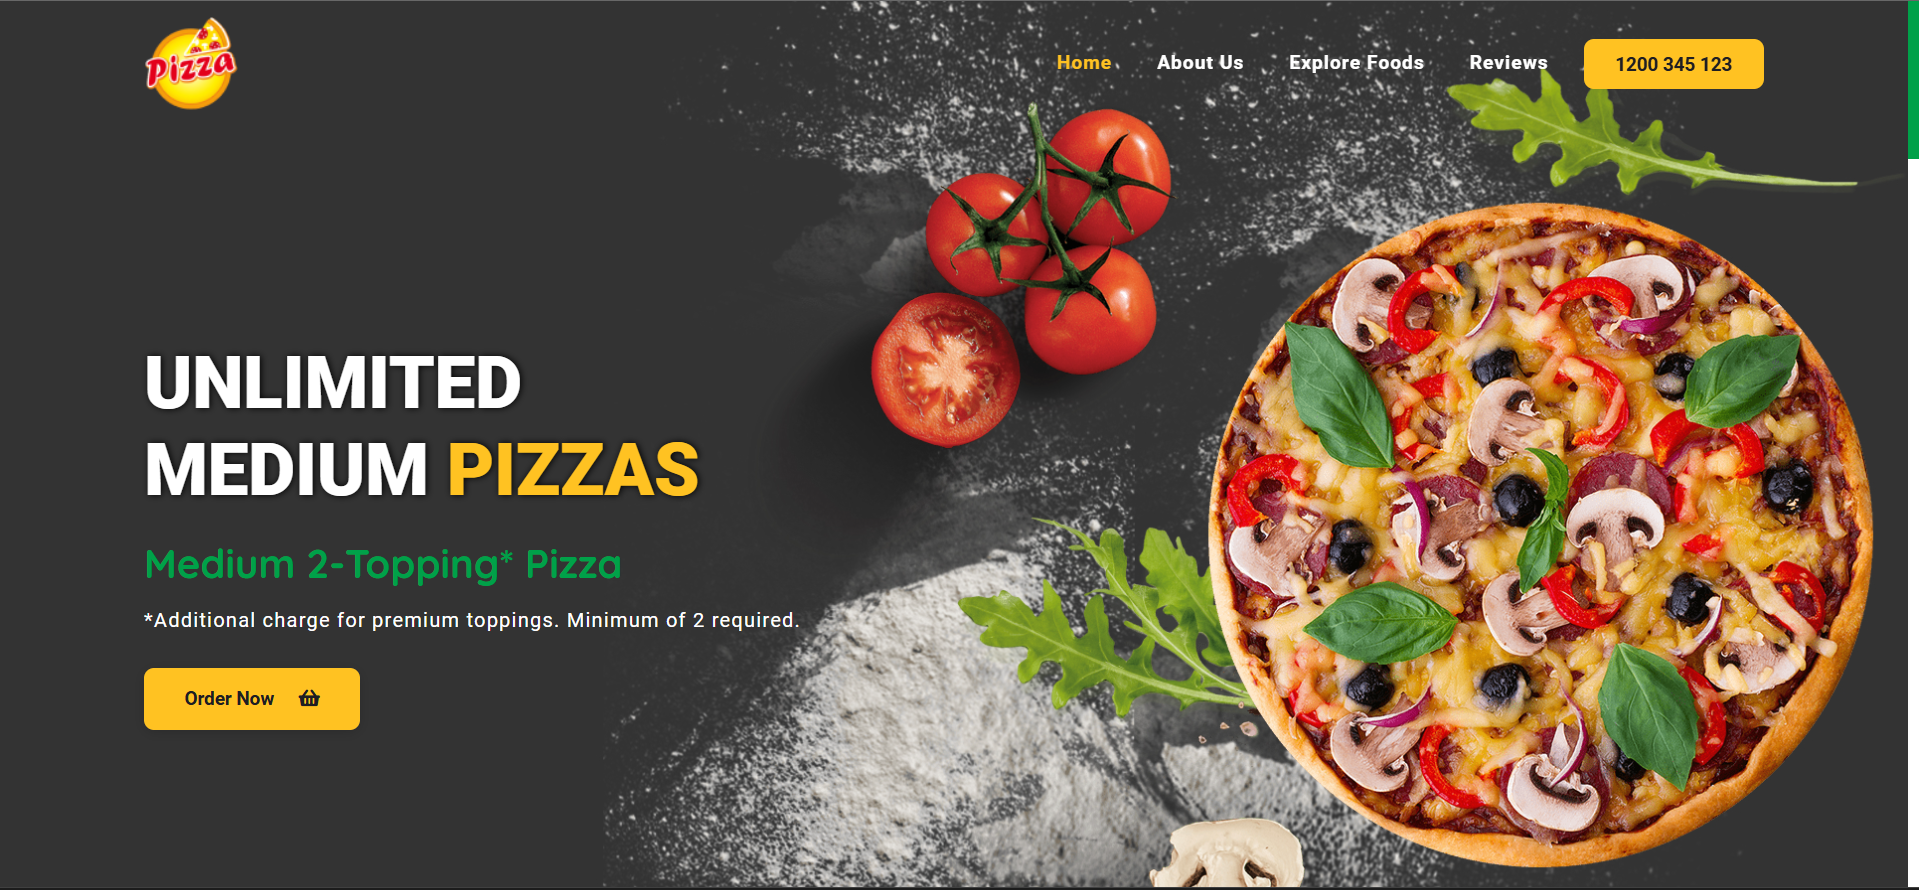 Pizza
Home About Us Explore Foods Reviews 1200 345 123
UNLIMITED
MEDIUM PIZZAS
Medium 2-Topping* Pizza
*Additional charge for premium toppings. Minimum of 2 required.
Order Now